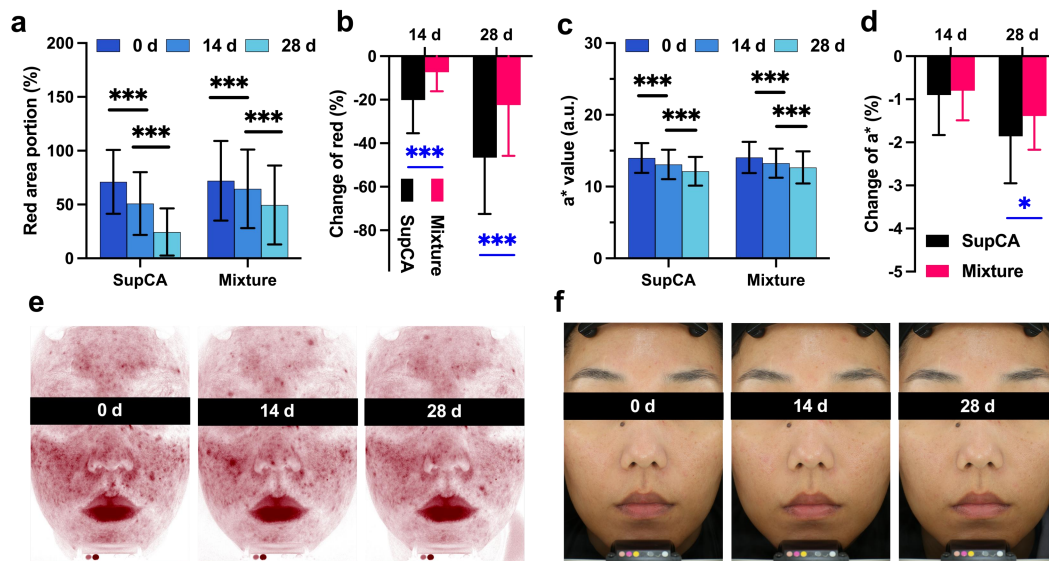 a
0 d 14 d 28 d
Red area portion (%)
200
150
100
50
0
*** *** *** ***
SupCA Mixture
b
14 d 28 d
Change of red (%)
0
-20
-40
-60
-80
***
***
SupCA
Mixture
c
0 d 14 d 28 d
a* value (a.u.)
30
20
10
0
*** *** *** ***
SupCA Mixture
d
14 d 28 d
Change of a* (%)
0
-1
-2
-3
-4
-5
*
SupCA
Mixture
e
0 d 14 d 28 d
f
0 d 14 d 28 d